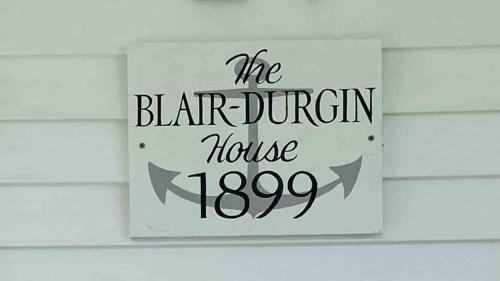 The
BLAIR-DURGIN
House
1899